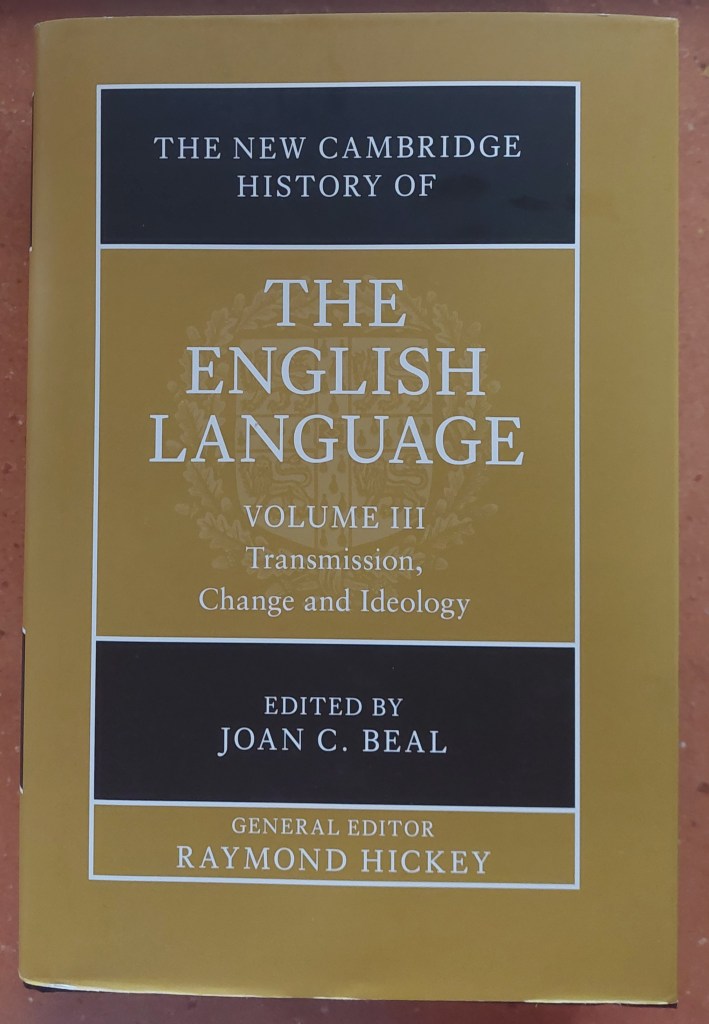 THE NEW CAMBRIDGE
HISTORY OF
THE
ENGLISH
LANGUAGE
VOLUME III
Transmission,
Change and Ideology
EDITED BY
JOAN C. BEAL
GENERAL EDITOR
RAYMOND HICKEY